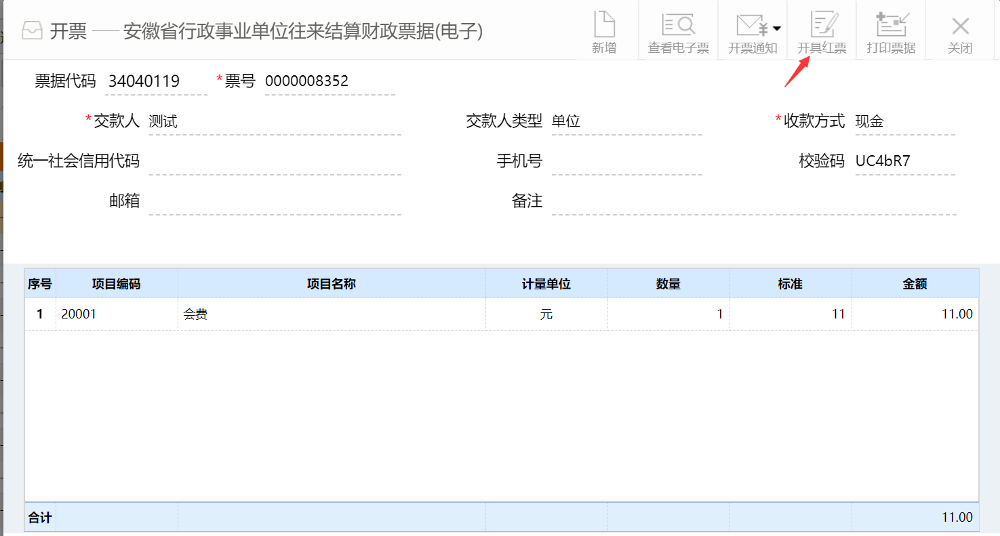 开票 —— 安徽省行政事业单位往来结算财政票据(电子)
新增 查看电子票 开票通知 开具红票 打印票据 关闭
票据代码 34040119 *票号 0000008352
*交款人 测试 交款人类型 单位 *收款方式 现金
统一社会信用代码 手机号 校验码 UC4bR7
邮箱 备注
序号 项目编码 项目名称 计量单位 数量 标准 金额
1 20001 会费 元 1 11 11.00
合计 11.00